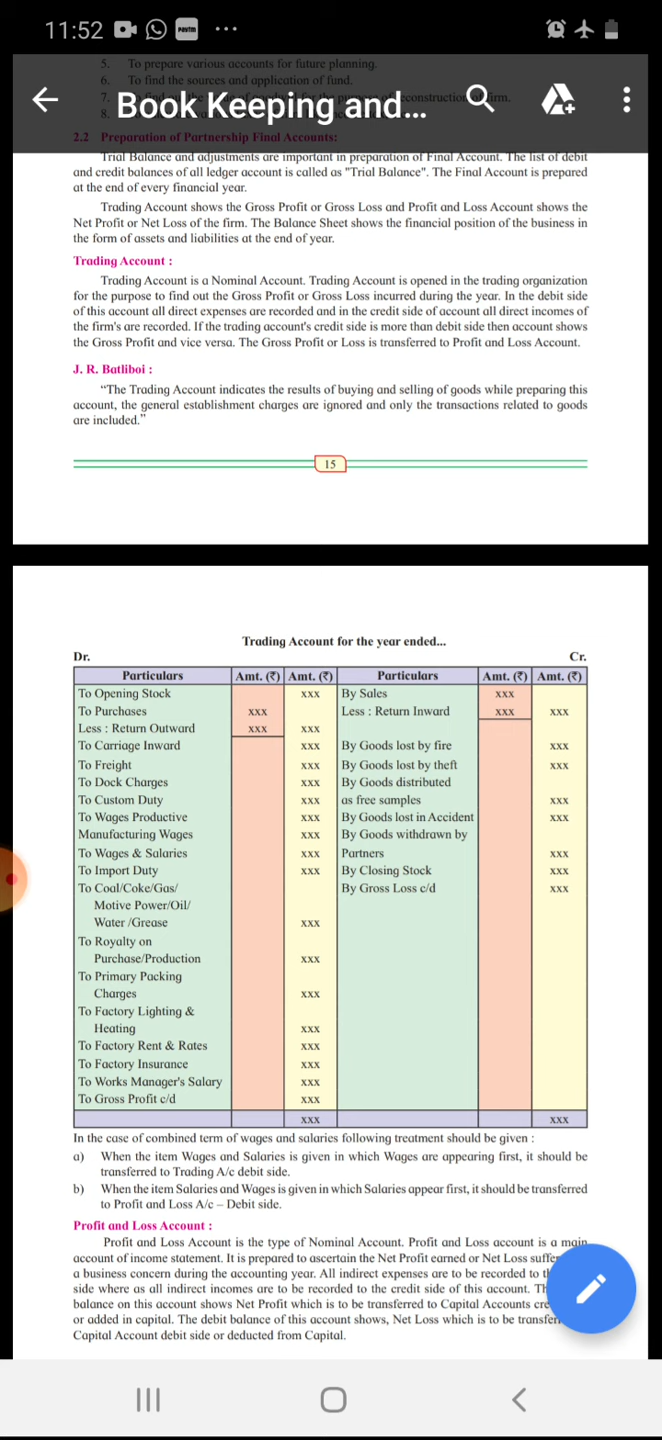 11:52
Paytm
5. To prepare various accounts for future planning.
6. To find the sources and application of fund.
7.
8.
Book Keeping and...
2.2 Preparation of Partnership Final Accounts:
Trial Balance and adjustments are important in preparation of Final Account. The list of debit
and credit balances of all ledger account is called as "Trial Balance". The Final Account is prepared
at the end of every financial year.
Trading Account shows the Gross Profit or Gross Loss and Profit and Loss Account shows the
Net Profit or Net Loss of the firm. The Balance Sheet shows the financial position of the business in
the form of assets and liabilities at the end of year.
Trading Account :
Trading Account is a Nominal Account. Trading Account is opened in the trading organization
for the purpose to find out the Gross Profit or Gross Loss incurred during the year. In the debit side
of this account all direct expenses are recorded and in the credit side of account all direct incomes of
the firm's are recorded. If the trading account's credit side is more than debit side then account shows
the Gross Profit and vice versa. The Gross Profit or Loss is transferred to Profit and Loss Account.
J. R. Batliboi :
"The Trading Account indicates the results of buying and selling of goods while preparing this
account, the general establishment charges are ignored and only the transactions related to goods
are included."
15
Trading Account for the year ended...
Dr. Cr.
Particulars Amt. (₹) Amt. (₹) Particulars Amt. (₹) Amt. (₹)
To Opening Stock xxx By Sales xxx
To Purchases xxx Less : Return Inward xxx xxx
Less : Return Outward xxx xxx
To Carriage Inward xxx By Goods lost by fire xxx
To Freight xxx By Goods lost by theft xxx
To Dock Charges xxx By Goods distributed
To Custom Duty xxx as free samples xxx
To Wages Productive xxx By Goods lost in Accident xxx
Manufacturing Wages xxx By Goods withdrawn by
To Wages & Salaries xxx Partners xxx
To Import Duty xxx By Closing Stock xxx
To Coal/Coke/Gas/ By Gross Loss c/d xxx
Motive Power/Oil/
Water /Grease xxx
To Royalty on
Purchase/Production xxx
To Primary Packing
Charges xxx
To Factory Lighting &
Heating xxx
To Factory Rent & Rates xxx
To Factory Insurance xxx
To Works Manager's Salary xxx
To Gross Profit c/d xxx
xxx xxx
In the case of combined term of wages and salaries following treatment should be given :
a) When the item Wages and Salaries is given in which Wages are appearing first, it should be
transferred to Trading A/c debit side.
b) When the item Salaries and Wages is given in which Salaries appear first, it should be transferred
to Profit and Loss A/c – Debit side.
Profit and Loss Account :
Profit and Loss Account is the type of Nominal Account. Profit and Loss account is a main
account of income statement. It is prepared to ascertain the Net Profit earned or Net Loss
a business concern during the accounting year. All indirect expenses are to be recorded to
side where as all indirect incomes are to be recorded to the credit side of this account.
balance on this account shows Net Profit which is to be transferred to Capital Accounts
or added in capital. The debit balance of this account shows, Net Loss which is to be
Capital Account debit side or deducted from Capital.